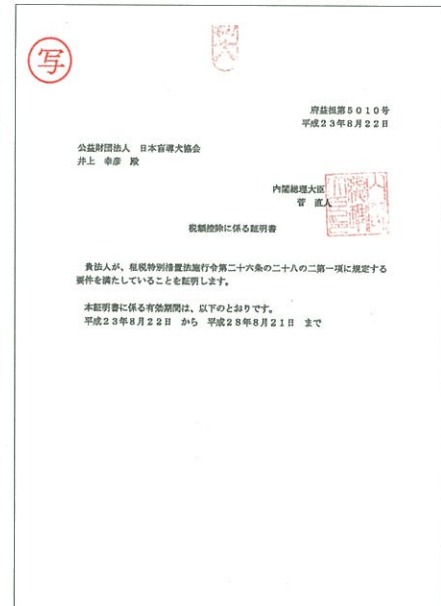 写
府益担第5010号
平成23年8月22日
公益財団法人 日本盲導犬協会
井上 幸彦 殿
内閣総理大臣
菅 直人
税額控除に係る証明書
貴法人が、租税特別措置法施行令第二十六条の二十八の二第一項に規定する
要件を満たしていることを証明します。
本証明書に係る有効期間は、以下のとおりです。
平成23年8月22日 から 平成28年8月21日 まで